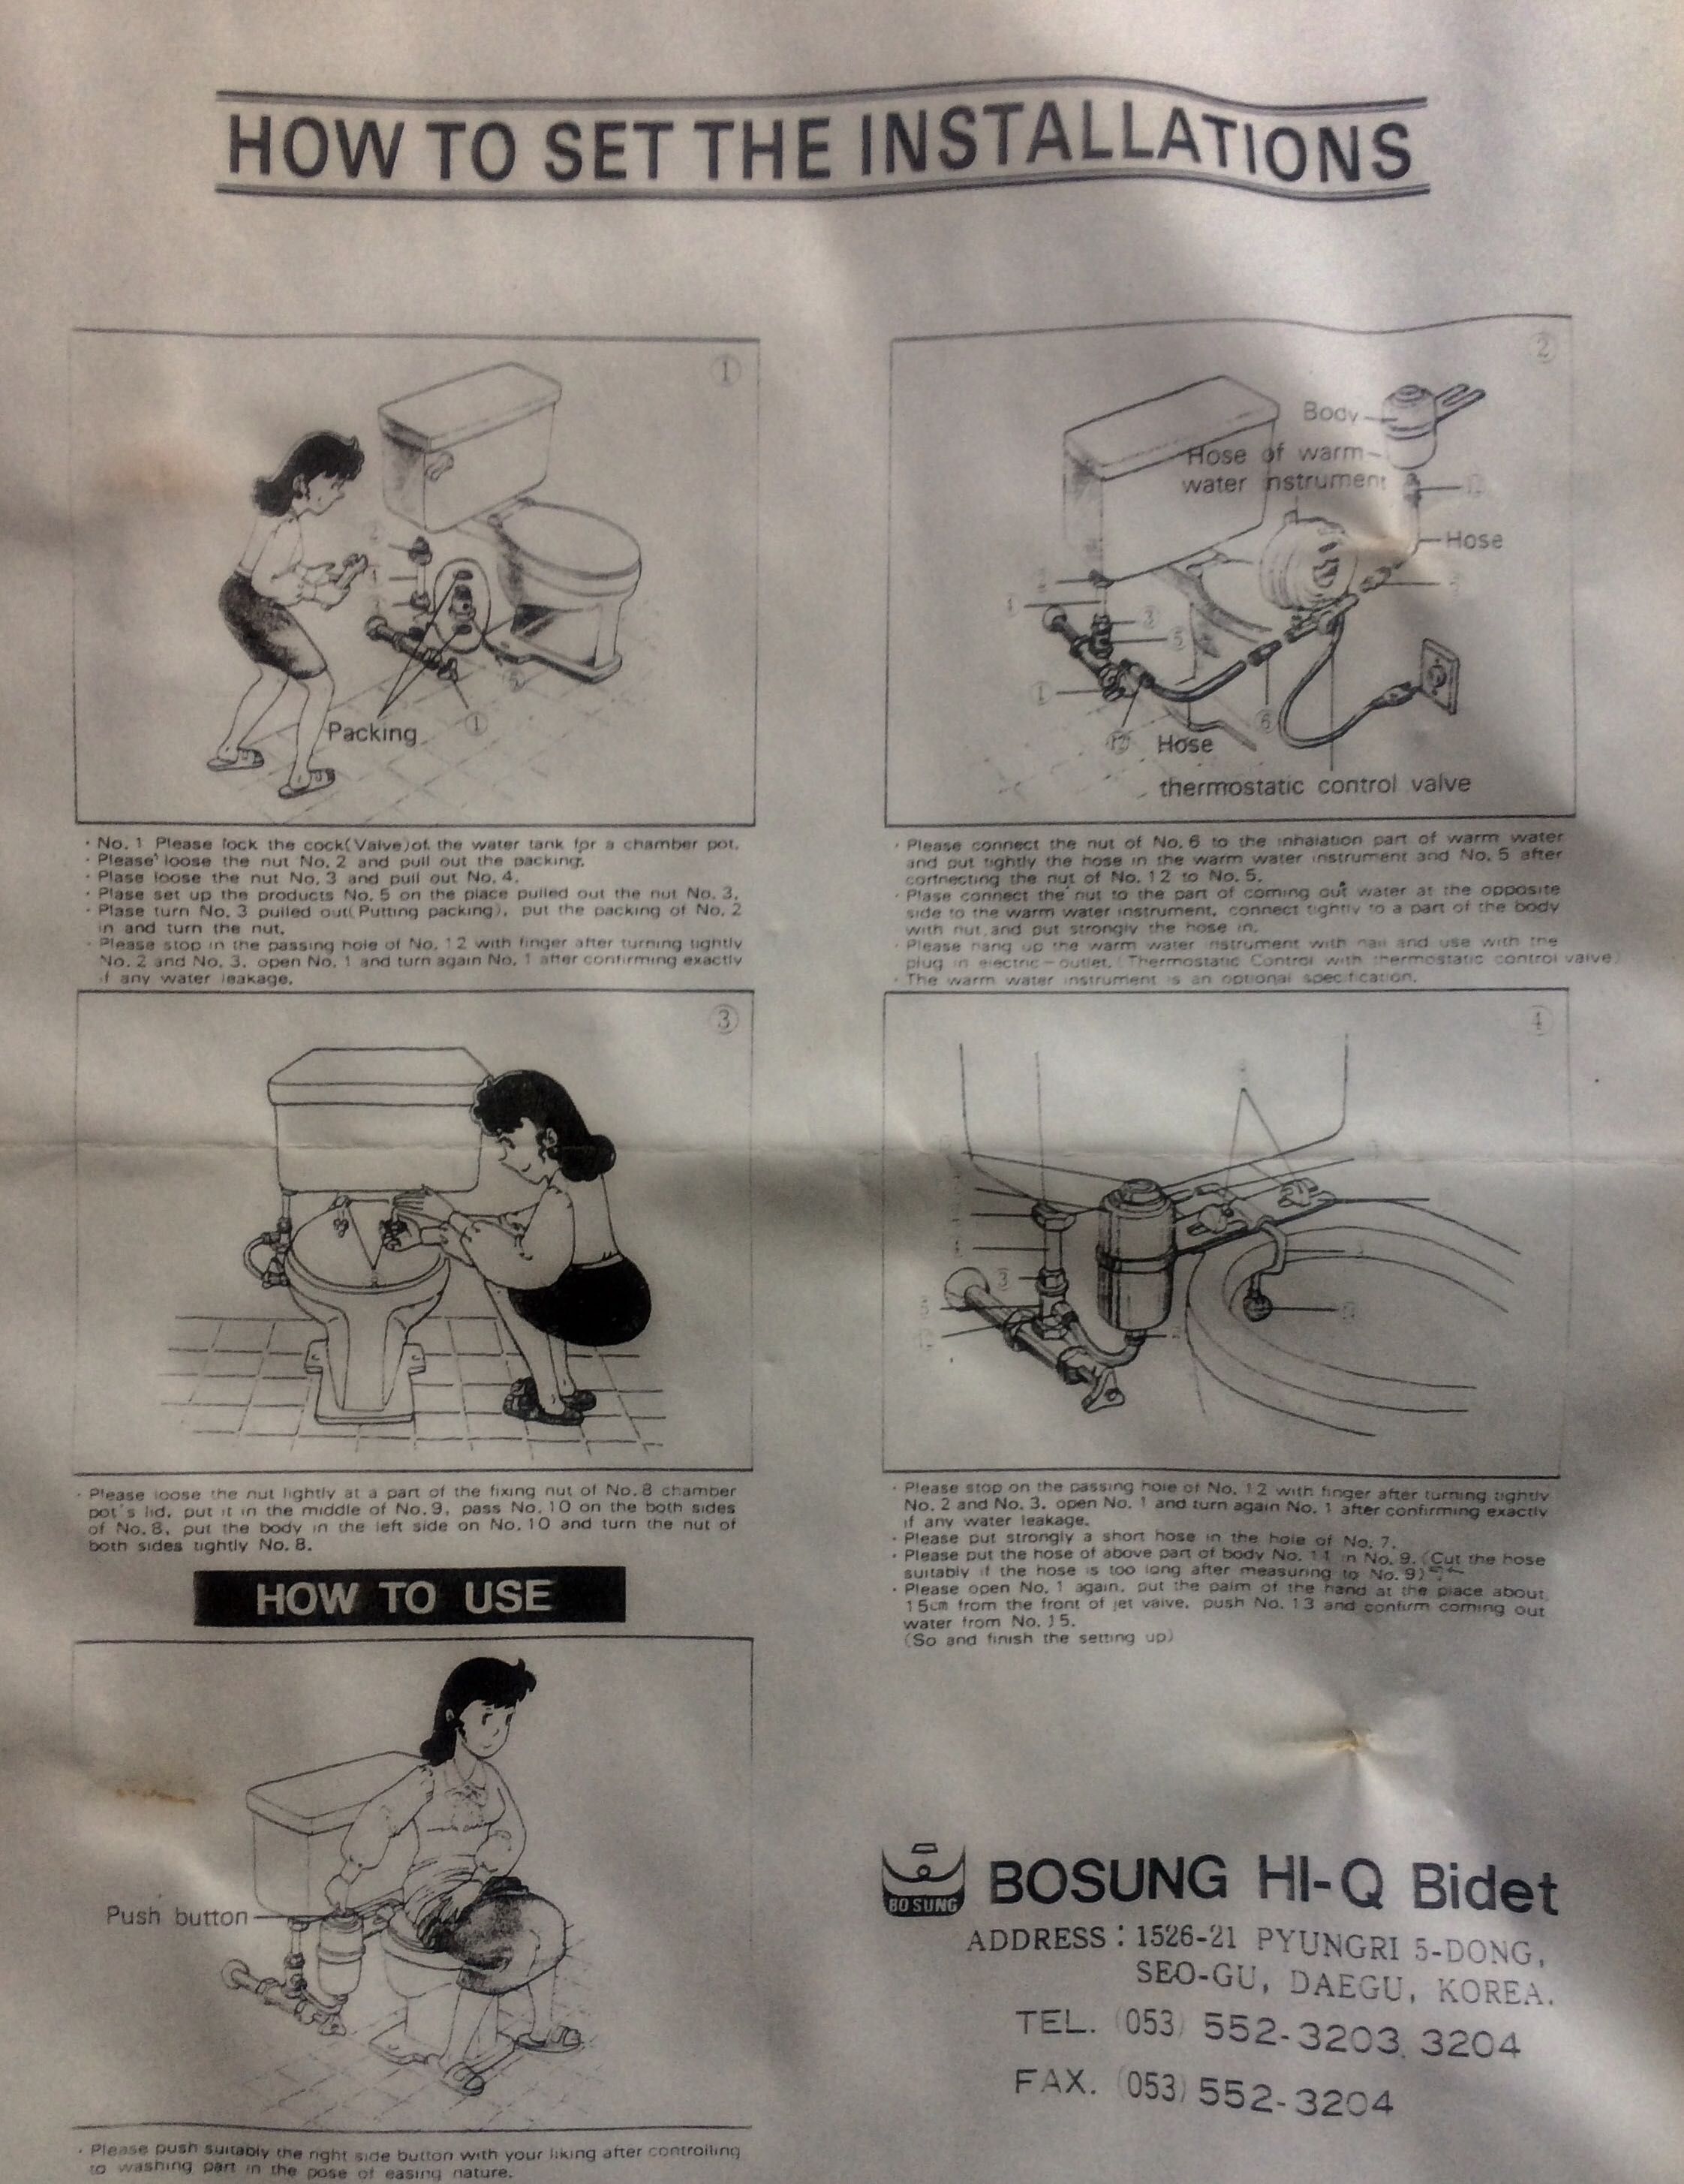 HOW TO SET THE INSTALLATIONS
①
2
Packing
①
· No. 1 Please lock the cock(Valve)of. the water tank for a chamber pot.
· Please loose the nut No. 2 and pull out the packing.
· Plase loose the nut No. 3 and pull out No. 4.
· Plase set up the products No. 5 on the place pulled out the nut No. 3.
· Plase turn No. 3 pulled out(Putting packing), put the packing of No. 2
in and turn the nut.
· Please stop in the passing hole of No. 12 with finger after turning tightly
No. 2 and No. 3, open No. 1 and turn again No. 1 after confirming exactly
if any water leakage.
②
Body
Hose of warm
water instrument
Hose
3
5
①
⑥
⑫
Hose
thermostatic control valve
· Please connect the nut of No. 6 to the inhalation part of warm water
and put tightly the hose in the warm water instrument and No. 5 after
cortnecting the nut of No. 12 to No. 5.
· Plase connect the nut to the part of coming out water at the opposite
side to the warm water instrument, connect tightly to a part of the body
with nut and put strongly the hose in.
· Please hang up the warm water instrument with nail and use with the
plug in electric-outlet. (Thermostatic Control with thermostatic control valve)
· The warm water instrument is an optional specification.
③
8
· Please loose the nut lightly at a part of the fixing nut of No. 8 chamber
pot's lid, put it in the middle of No. 9, pass No. 10 on the both sides
of No. 8, put the body in the left side on No. 10 and turn the nut of
both sides tightly No. 8.
④
3
· Please stop on the passing hole of No. 12 with finger after turning tightly
No. 2 and No. 3, open No. 1 and turn again No. 1 after confirming exactly
if any water leakage.
· Please put strongly a short hose in the hole of No. 7.
· Please put the hose of above part of body No. 11 in No. 9. (Cut the hose
suitably if the hose is too long after measuring to No. 9)
· Please open No. 1 again, put the palm of the hand at the place about
15cm from the front of jet valve, push No. 13 and confirm coming out
water from No. 15.
(So and finish the setting up)
HOW TO USE
Push button
· Please push suitably the right side button with your liking after controlling
to washing part in the pose of easing nature.
BO SUNG
BOSUNG HI-Q Bidet
ADDRESS : 1526-21 PYUNGRI 5-DONG,
SEO-GU, DAEGU, KOREA.
TEL. (053) 552-3203, 3204
FAX. (053) 552-3204